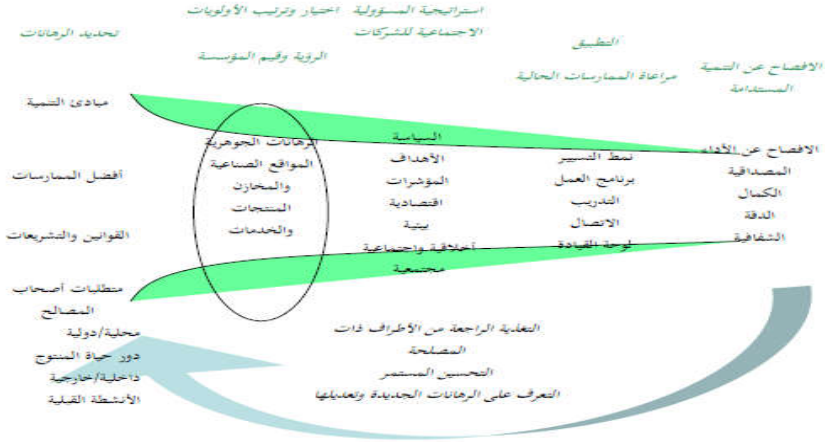 تحديد الرهانات
اختيار وترتيب الأولويات
الرؤية وقيم المؤسسة
استراتيجية المسؤولية
الاجتماعية للشركات
التطبيق
مراعاة الممارسات الحالية
الافصاح عن التنمية
المستدامة
مبادئ التنمية
أفضل الممارسات
القوانين والتشريعات
متطلبات أصحاب
المصالح
محلية/دولية
دور حياة المنتوج
داخلية/خارجية
الأنشطة القبلية
الرهانات الجوهرية
المواقع الصناعية
والمخازن
المنتجات
والخدمات
السياسة
الأهداف
المؤشرات
اقتصادية
بيئية
أخلاقية واجتماعية
مجتمعية
نمط التسيير
برنامج العمل
التدريب
الاتصال
لوحة القيادة
الافصاح عن الأداء
المصداقية
الكمال
الدقة
الشفافية
التغذية الراجعة من الأطراف ذات
المصلحة
التحسين المستمر
التعرف على الرهانات الجديدة وتعديلها